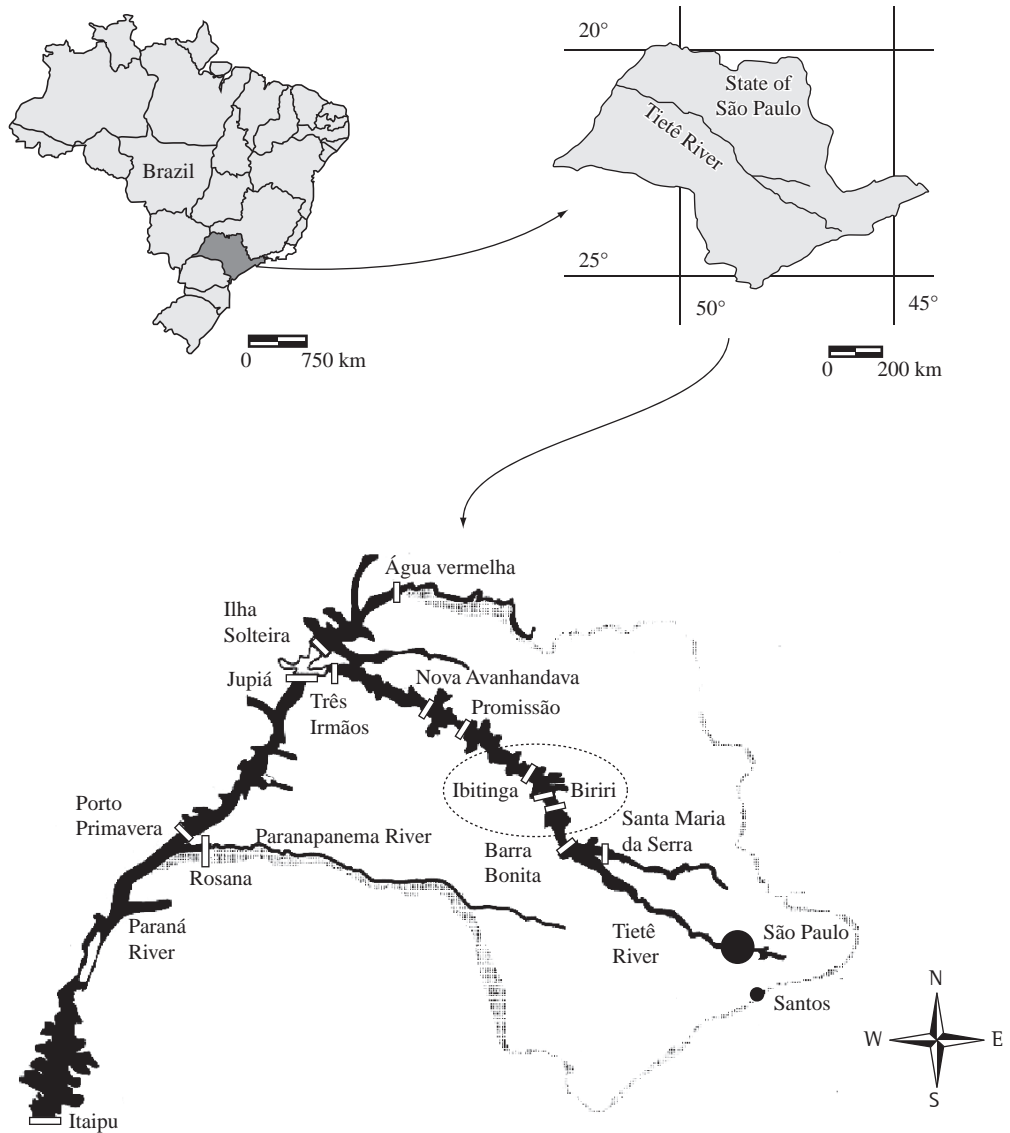 Brazil
0 750 km
20°
State of
São Paulo
Tietê River
25°
50°
45°
0 200 km
Água vermelha
Ilha
Solteira
Jupiá
Três
Irmãos
Nova Avanhandava
Promissão
Ibitinga
Biriri
Porto
Primavera
Paranapanema River
Rosana
Barra
Bonita
Santa Maria
da Serra
Paraná
River
Tietê
River
São Paulo
Santos
N
W E
S
Itaipu